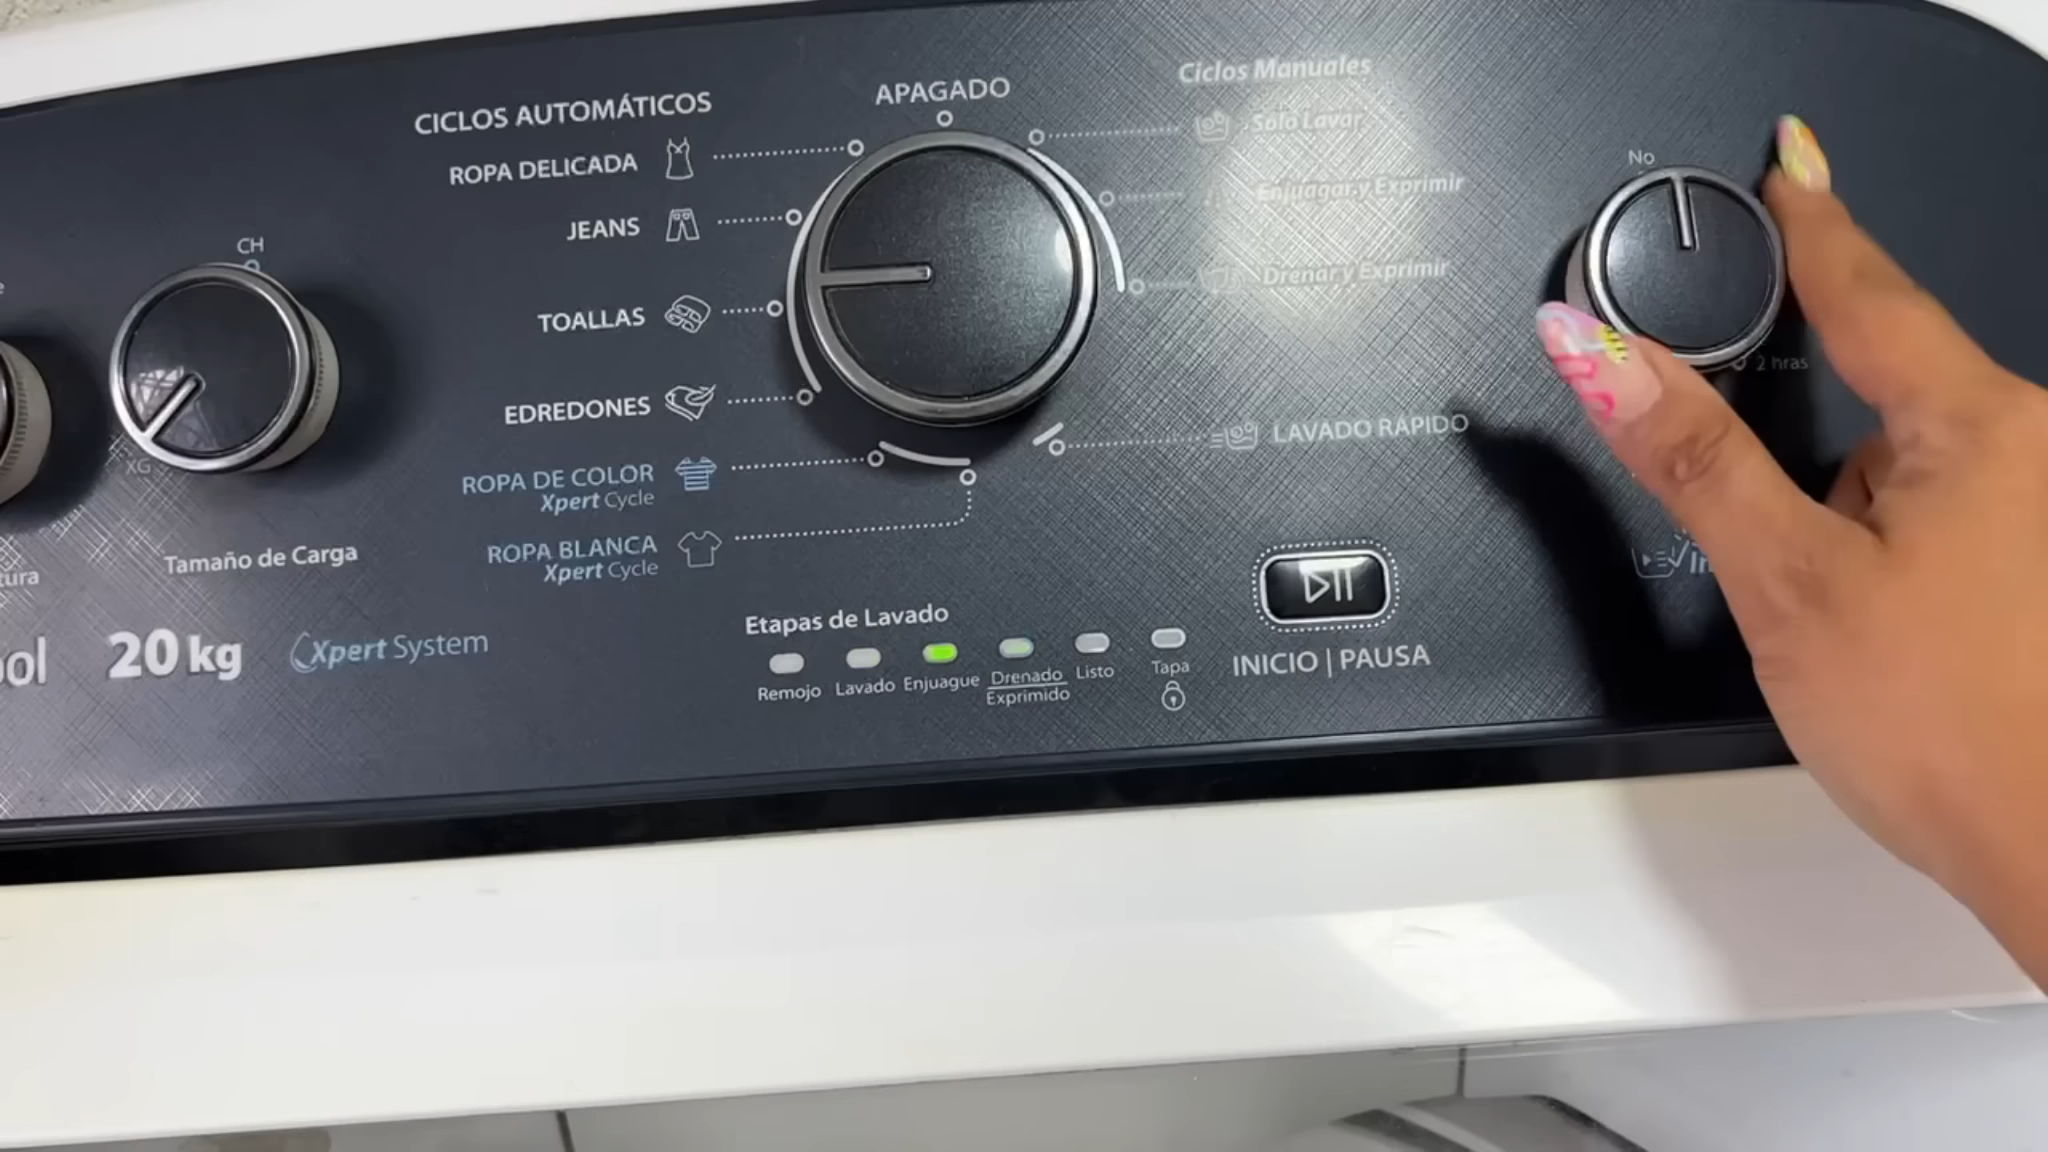 CICLOS AUTOMÁTICOS
APAGADO
Ciclos Manuales
ROPA DELICADA
Solo Lavar
No
JEANS
Enjuagar y Exprimir
CH
TOALLAS
Drenar y Exprimir
2 hras
EDREDONES
LAVADO RÁPIDO
XG
ROPA DE COLOR
Xpert Cycle
ROPA BLANCA
Xpert Cycle
Tamaño de Carga
20 kg
Xpert System
Etapas de Lavado
Remojo
Lavado
Enjuague
Drenado
Exprimido
Listo
Tapa
INICIO | PAUSA